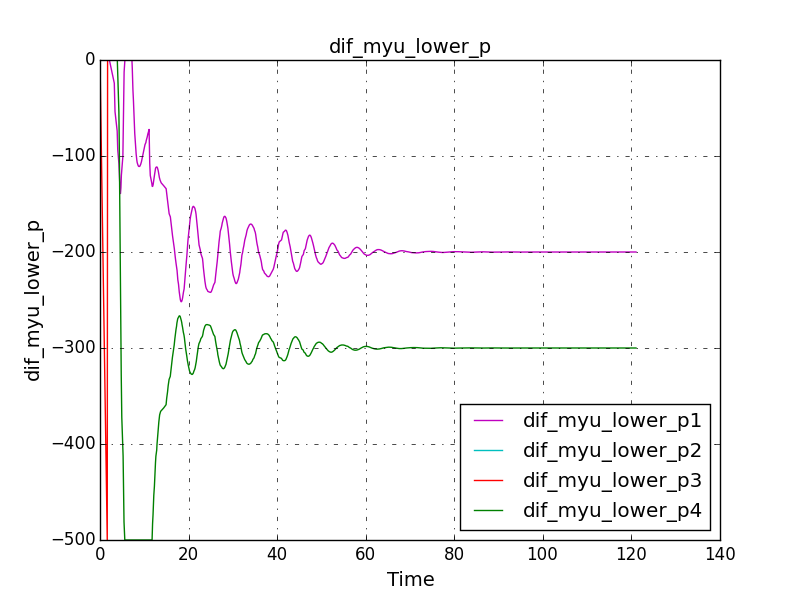 dif_myu_lower_p
0
−100
−200
−300
−400
−500
dif_myu_lower_p
0 20 40 60 80 100 120 140
Time
dif_myu_lower_p1
dif_myu_lower_p2
dif_myu_lower_p3
dif_myu_lower_p4